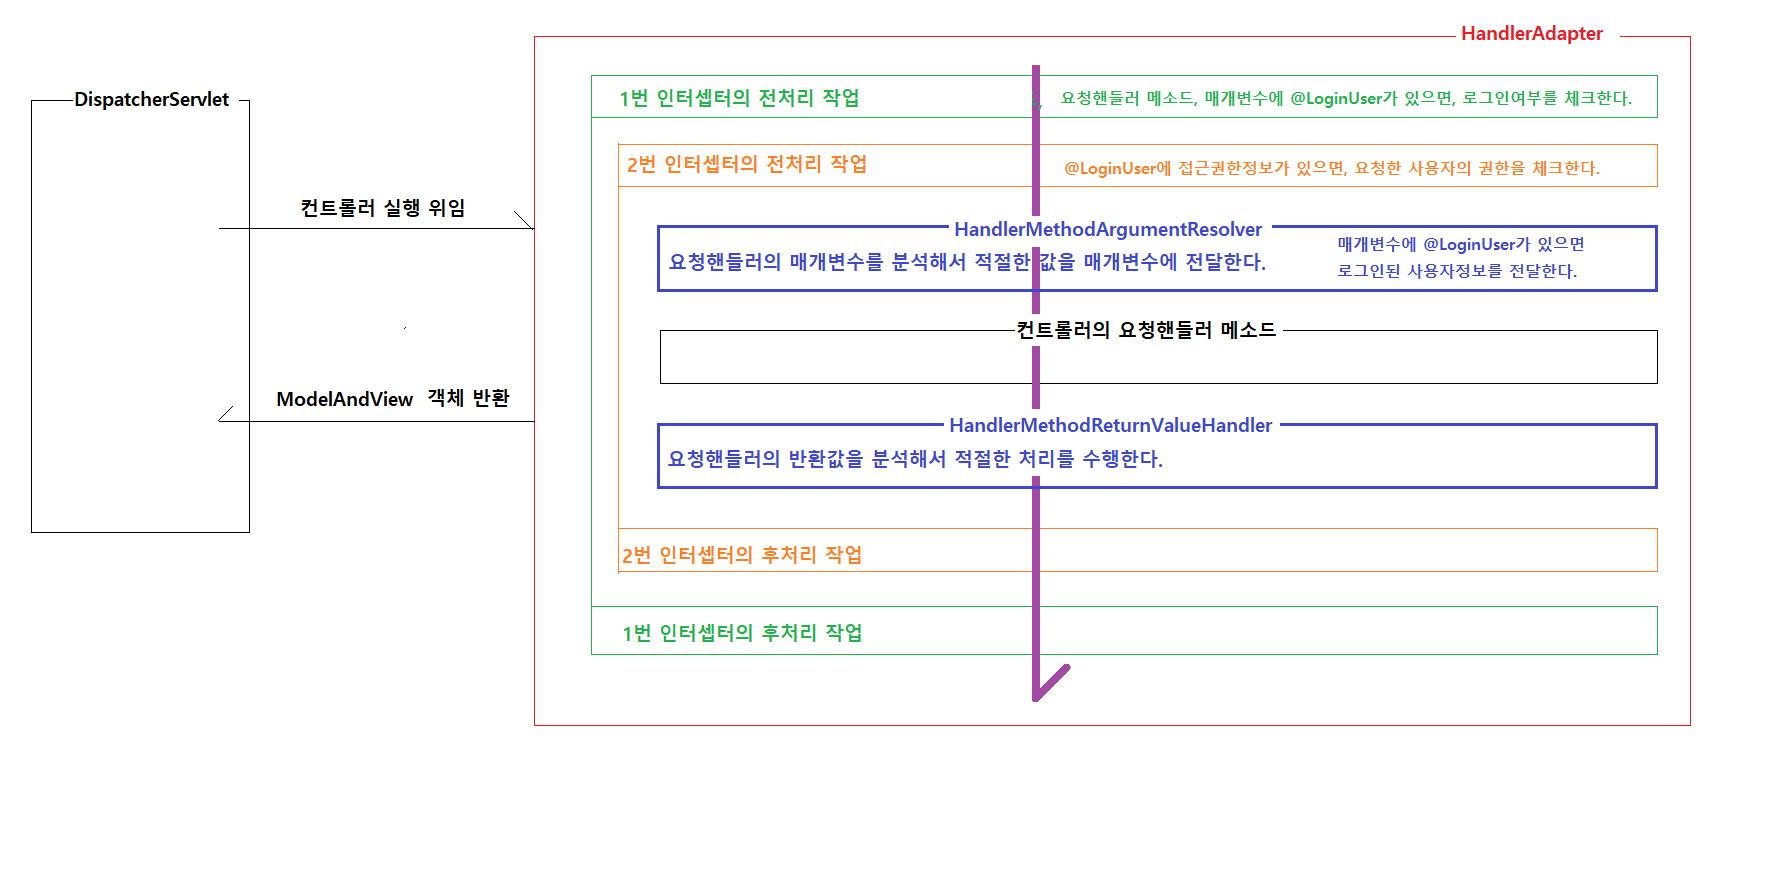 HandlerAdapter
DispatcherServlet
1번 인터셉터의 전처리 작업
요청핸들러 메소드, 매개변수에 @LoginUser가 있으면, 로그인여부를 체크한다.
2번 인터셉터의 전처리 작업
@LoginUser에 접근권한정보가 있으면, 요청한 사용자의 권한을 체크한다.
컨트롤러 실행 위임
HandlerMethodArgumentResolver
요청핸들러의 매개변수를 분석해서 적절한 값을 매개변수에 전달한다.
매개변수에 @LoginUser가 있으면
로그인된 사용자정보를 전달한다.
컨트롤러의 요청핸들러 메소드
ModelAndView 객체 반환
HandlerMethodReturnValueHandler
요청핸들러의 반환값을 분석해서 적절한 처리를 수행한다.
2번 인터셉터의 후처리 작업
1번 인터셉터의 후처리 작업